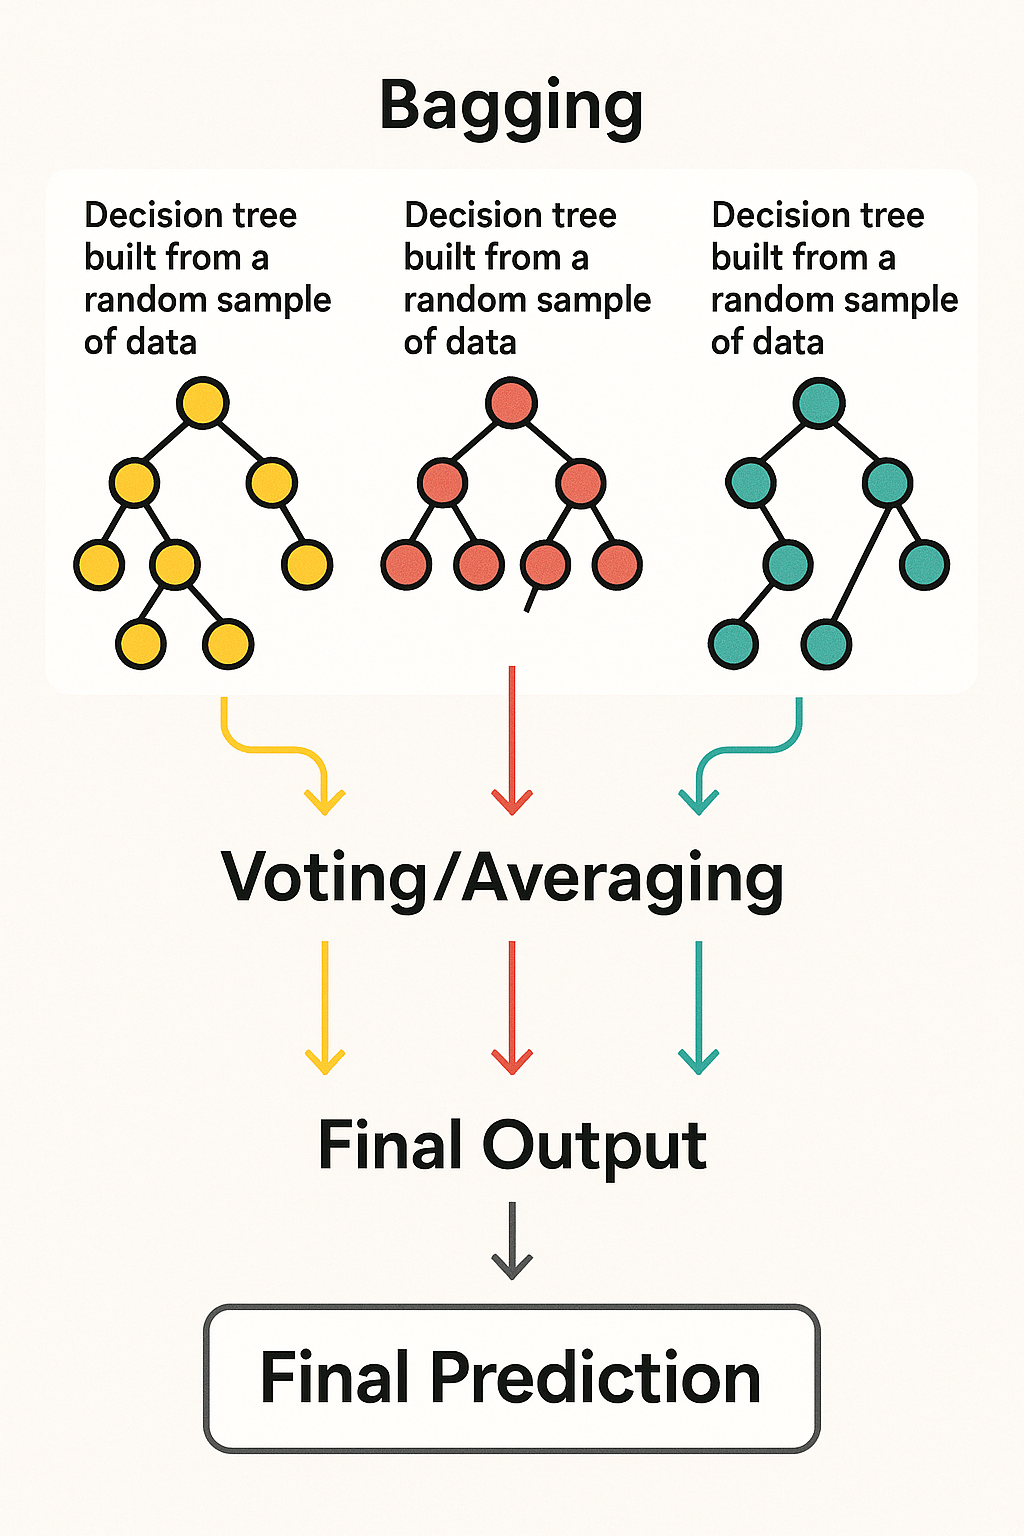 Bagging
Decision tree
built from a
random sample
of data
Decision tree
built from a
random sample
of data
Decision tree
built from a
random sample
of data
Voting/Averaging
Final Output
Final Prediction